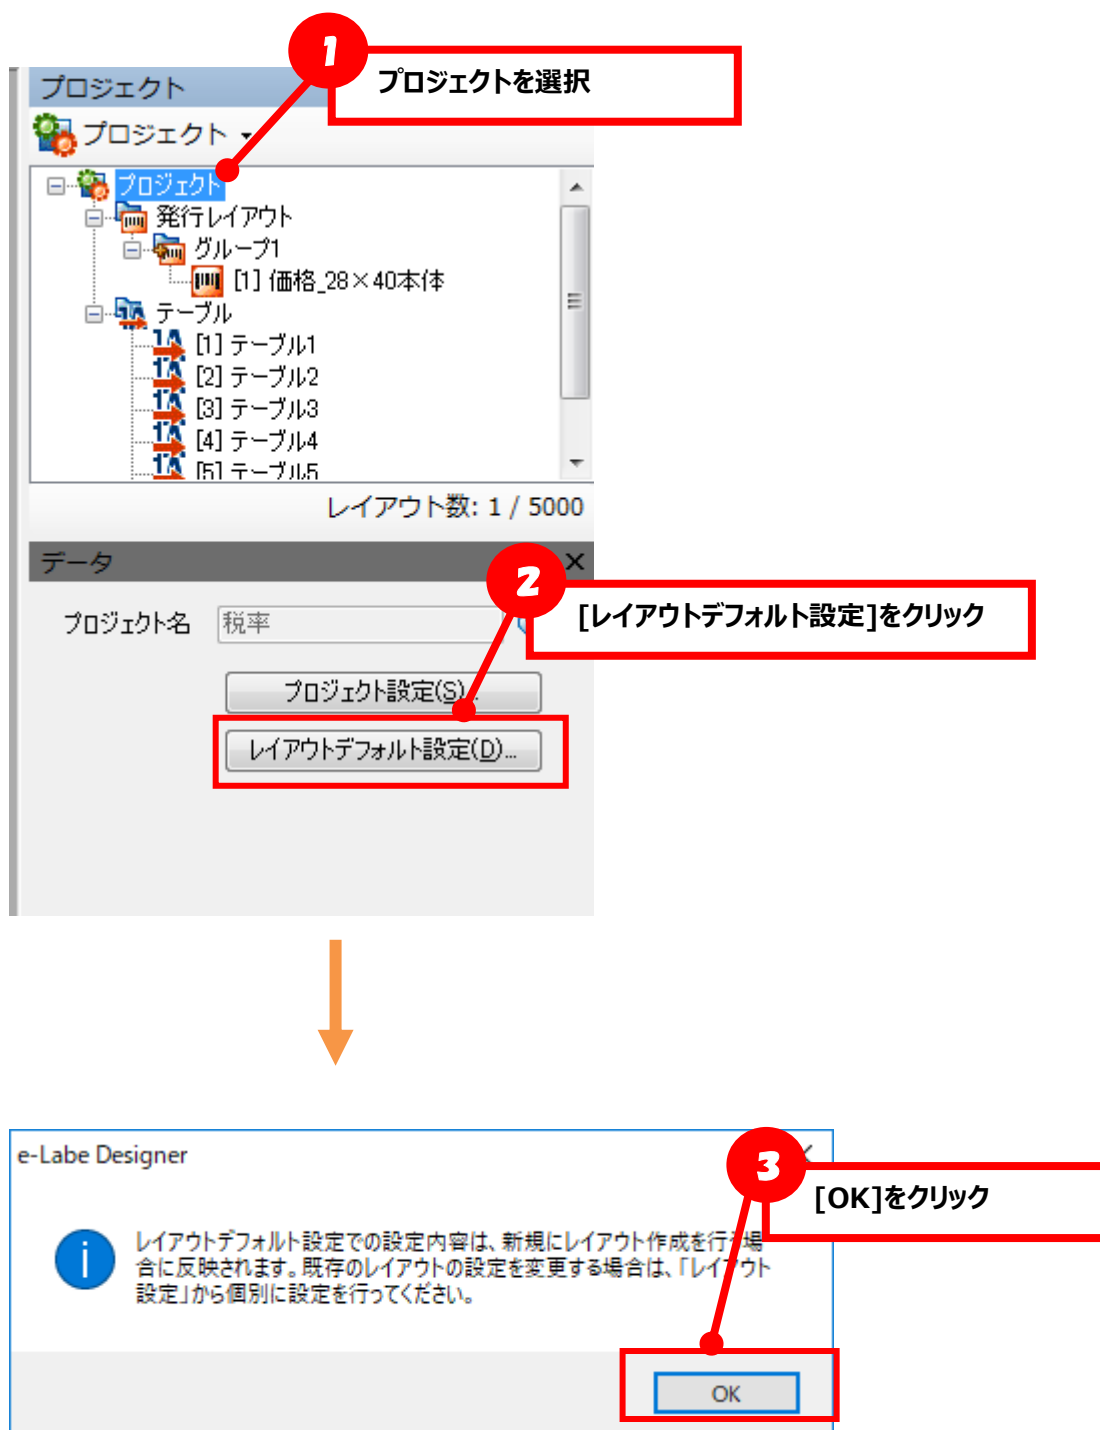 1
プロジェクトを選択
プロジェクト
プロジェクト
プロジェクト
発行レイアウト
グループ1
[1] 価格_28×40本体
テーブル
[1] テーブル1
[2] テーブル2
[3] テーブル3
[4] テーブル4
[5] テーブル5
レイアウト数: 1 / 5000
データ
2
[レイアウトデフォルト設定]をクリック
プロジェクト名 税率
プロジェクト設定(S)...
レイアウトデフォルト設定(D)...
e-Labe Designer
3
[OK]をクリック
レイアウトデフォルト設定での設定内容は、新規にレイアウト作成を行う場
合に反映されます。既存のレイアウトの設定を変更する場合は、「レイアウト
設定」から個別に設定を行ってください。
OK